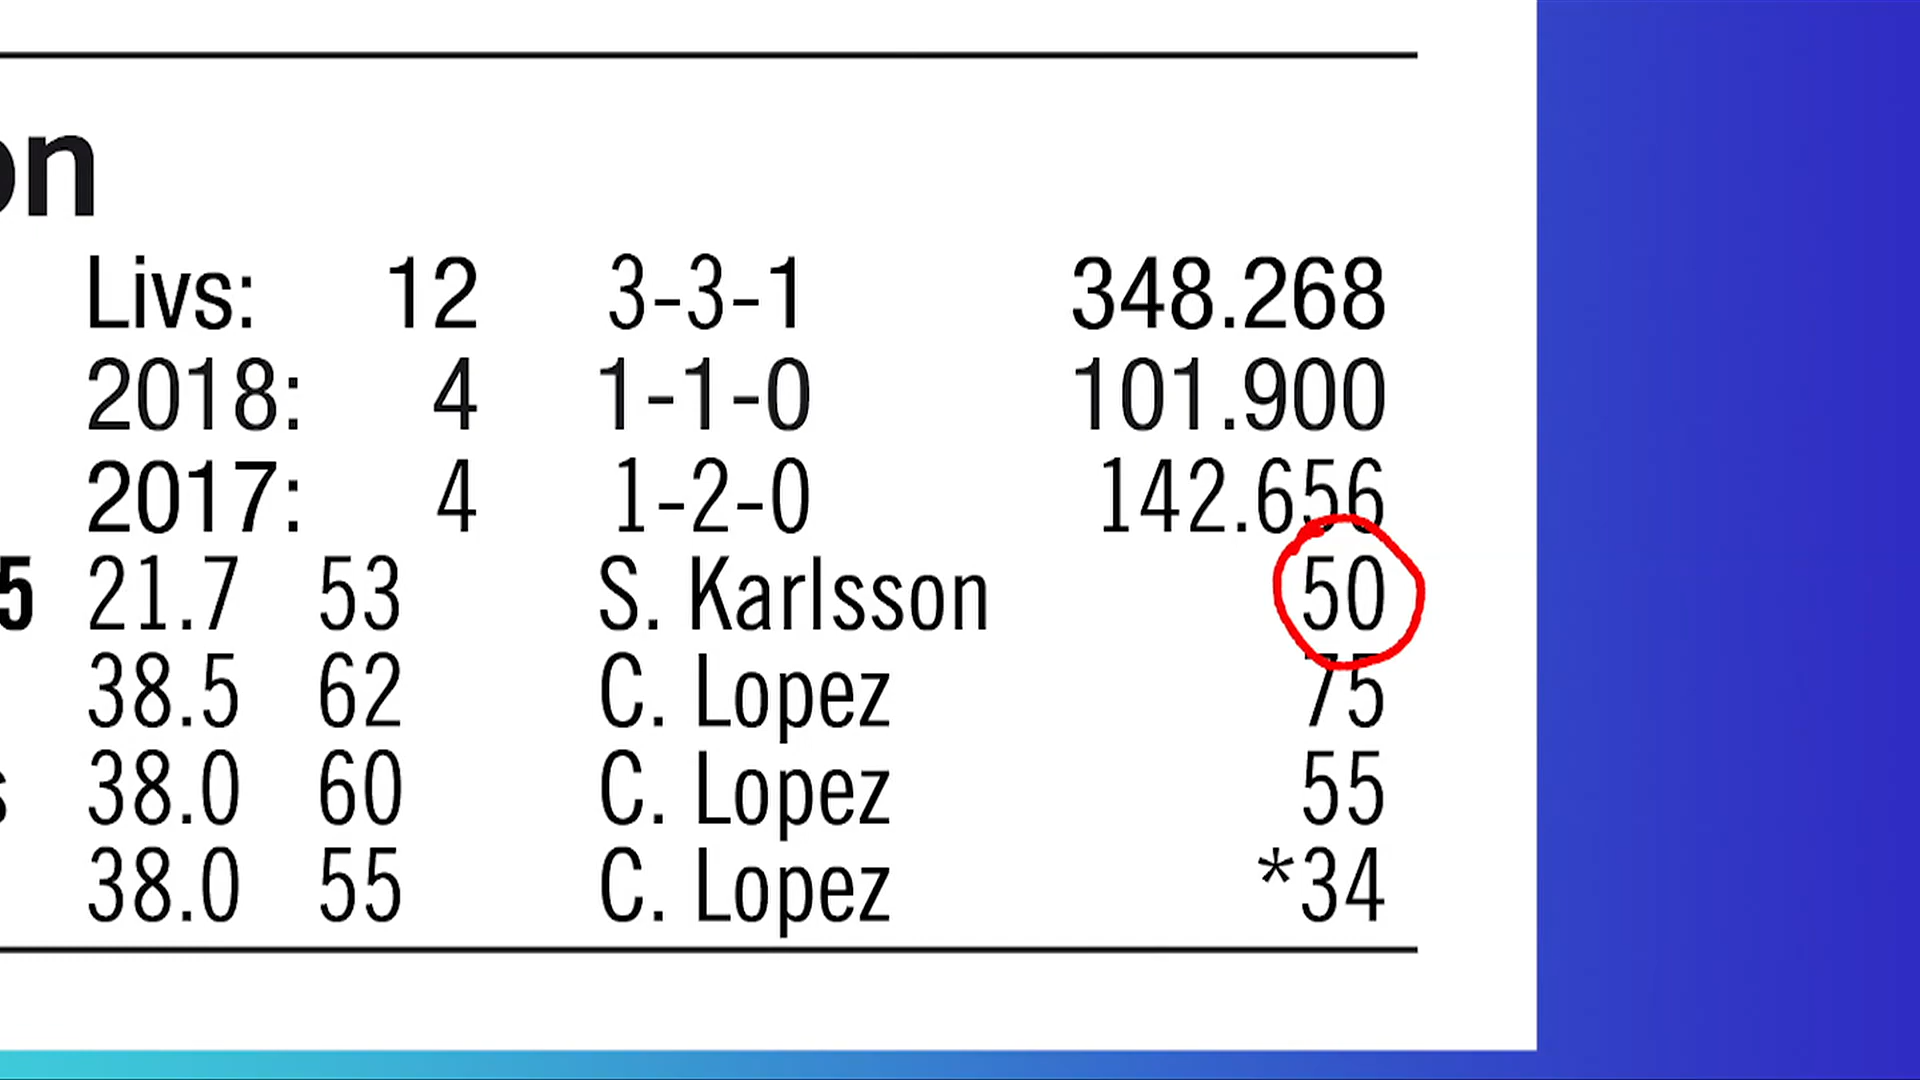 on
Livs: 12 3-3-1 348.268
2018: 4 1-1-0 101.900
2017: 4 1-2-0 142.656
5 21.7 53 S. Karlsson 50
38.5 62 C. Lopez 75
s 38.0 60 C. Lopez 55
38.0 55 C. Lopez *34